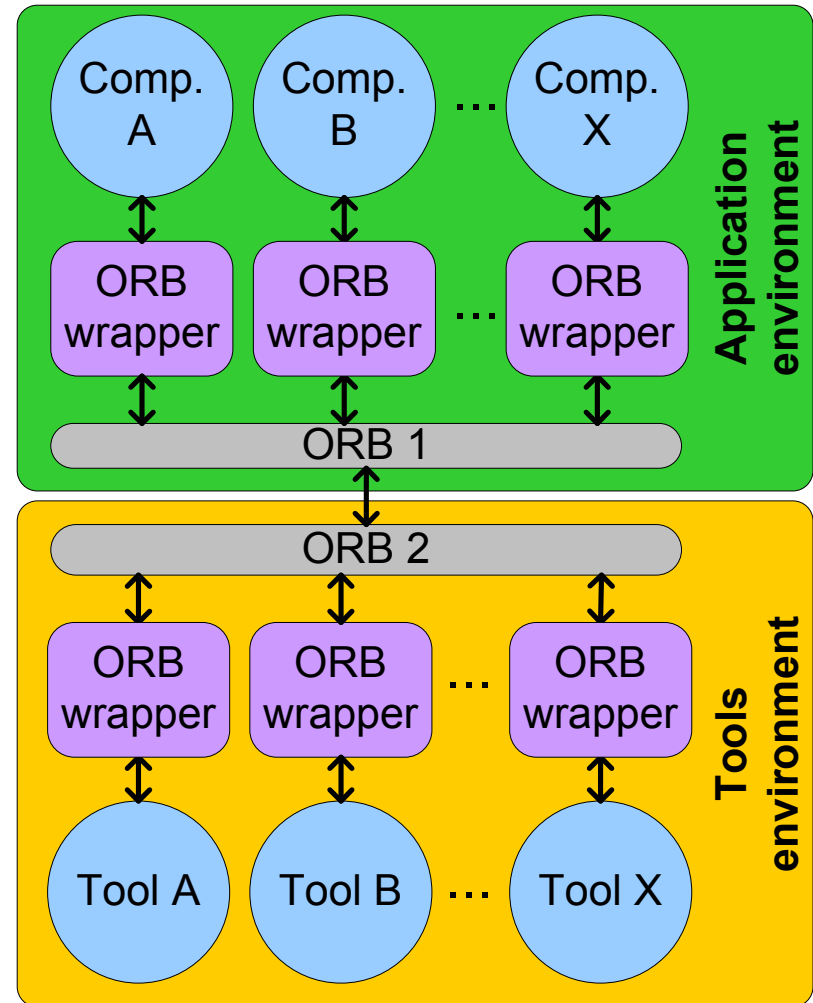 Comp.
A
Comp.
B
...
Comp.
X
ORB
wrapper
ORB
wrapper
...
ORB
wrapper
ORB 1
Application
environment
ORB 2
ORB
wrapper
ORB
wrapper
...
ORB
wrapper
Tool A
Tool B
...
Tool X
Tools
environment